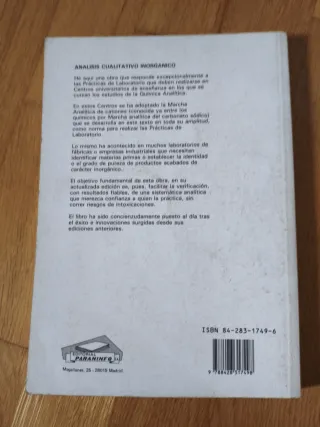 ANALISIS CUALITATIVO INORGANICO
He aquí una obra que responde excepcionalmente a
las Prácticas de Laboratorio que deben realizarse en
Centros universitarios de enseñanza en los que se
cursan los estudios de la Química Analítica.
En estos Centros se ha adoptado la Marcha
Analítica de cationes (conocida ya entre los
químicos por Marcha analítica del carbonato sódico)
que se desarrolla en este texto en toda su amplitud,
como norma para realizar las Prácticas de
Laboratorio.
Lo mismo ha acontecido en muchos laboratorios de
fábricas o empresas industriales que necesitan
identificar materias primas o establecer la identidad
o el grado de pureza de productos acabados de
carácter inorgánico.
El objetivo fundamental de esta obra, en su
actualizada edición es, pues, facilitar la verificación,
con resultados fiables, de una sistemática analítica
que merezca confianza a quien la práctica, sin
correr riesgos de intoxicaciones.
El libro ha sido concienzudamente puesto al día tras
el éxito e innovaciones surgidas desde sus
ediciones anteriores.
ISBN 84-283-1749-6
9 788428 317498
EDITORIAL
PARANINFO SA
Magallanes, 25 - 28015 Madrid